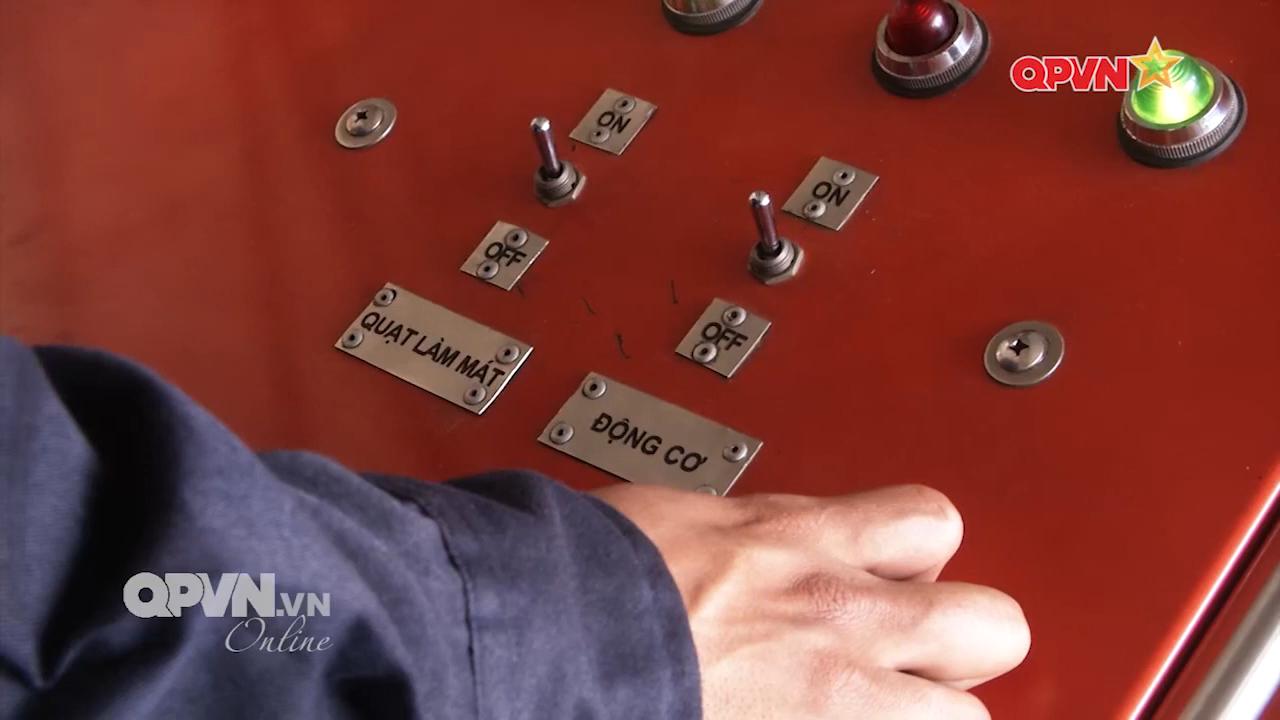 QPVN
ON
ON
OFF
OFF
QUẠT LÀM MÁT
ĐỘNG CƠ
QPVN.VN
Online